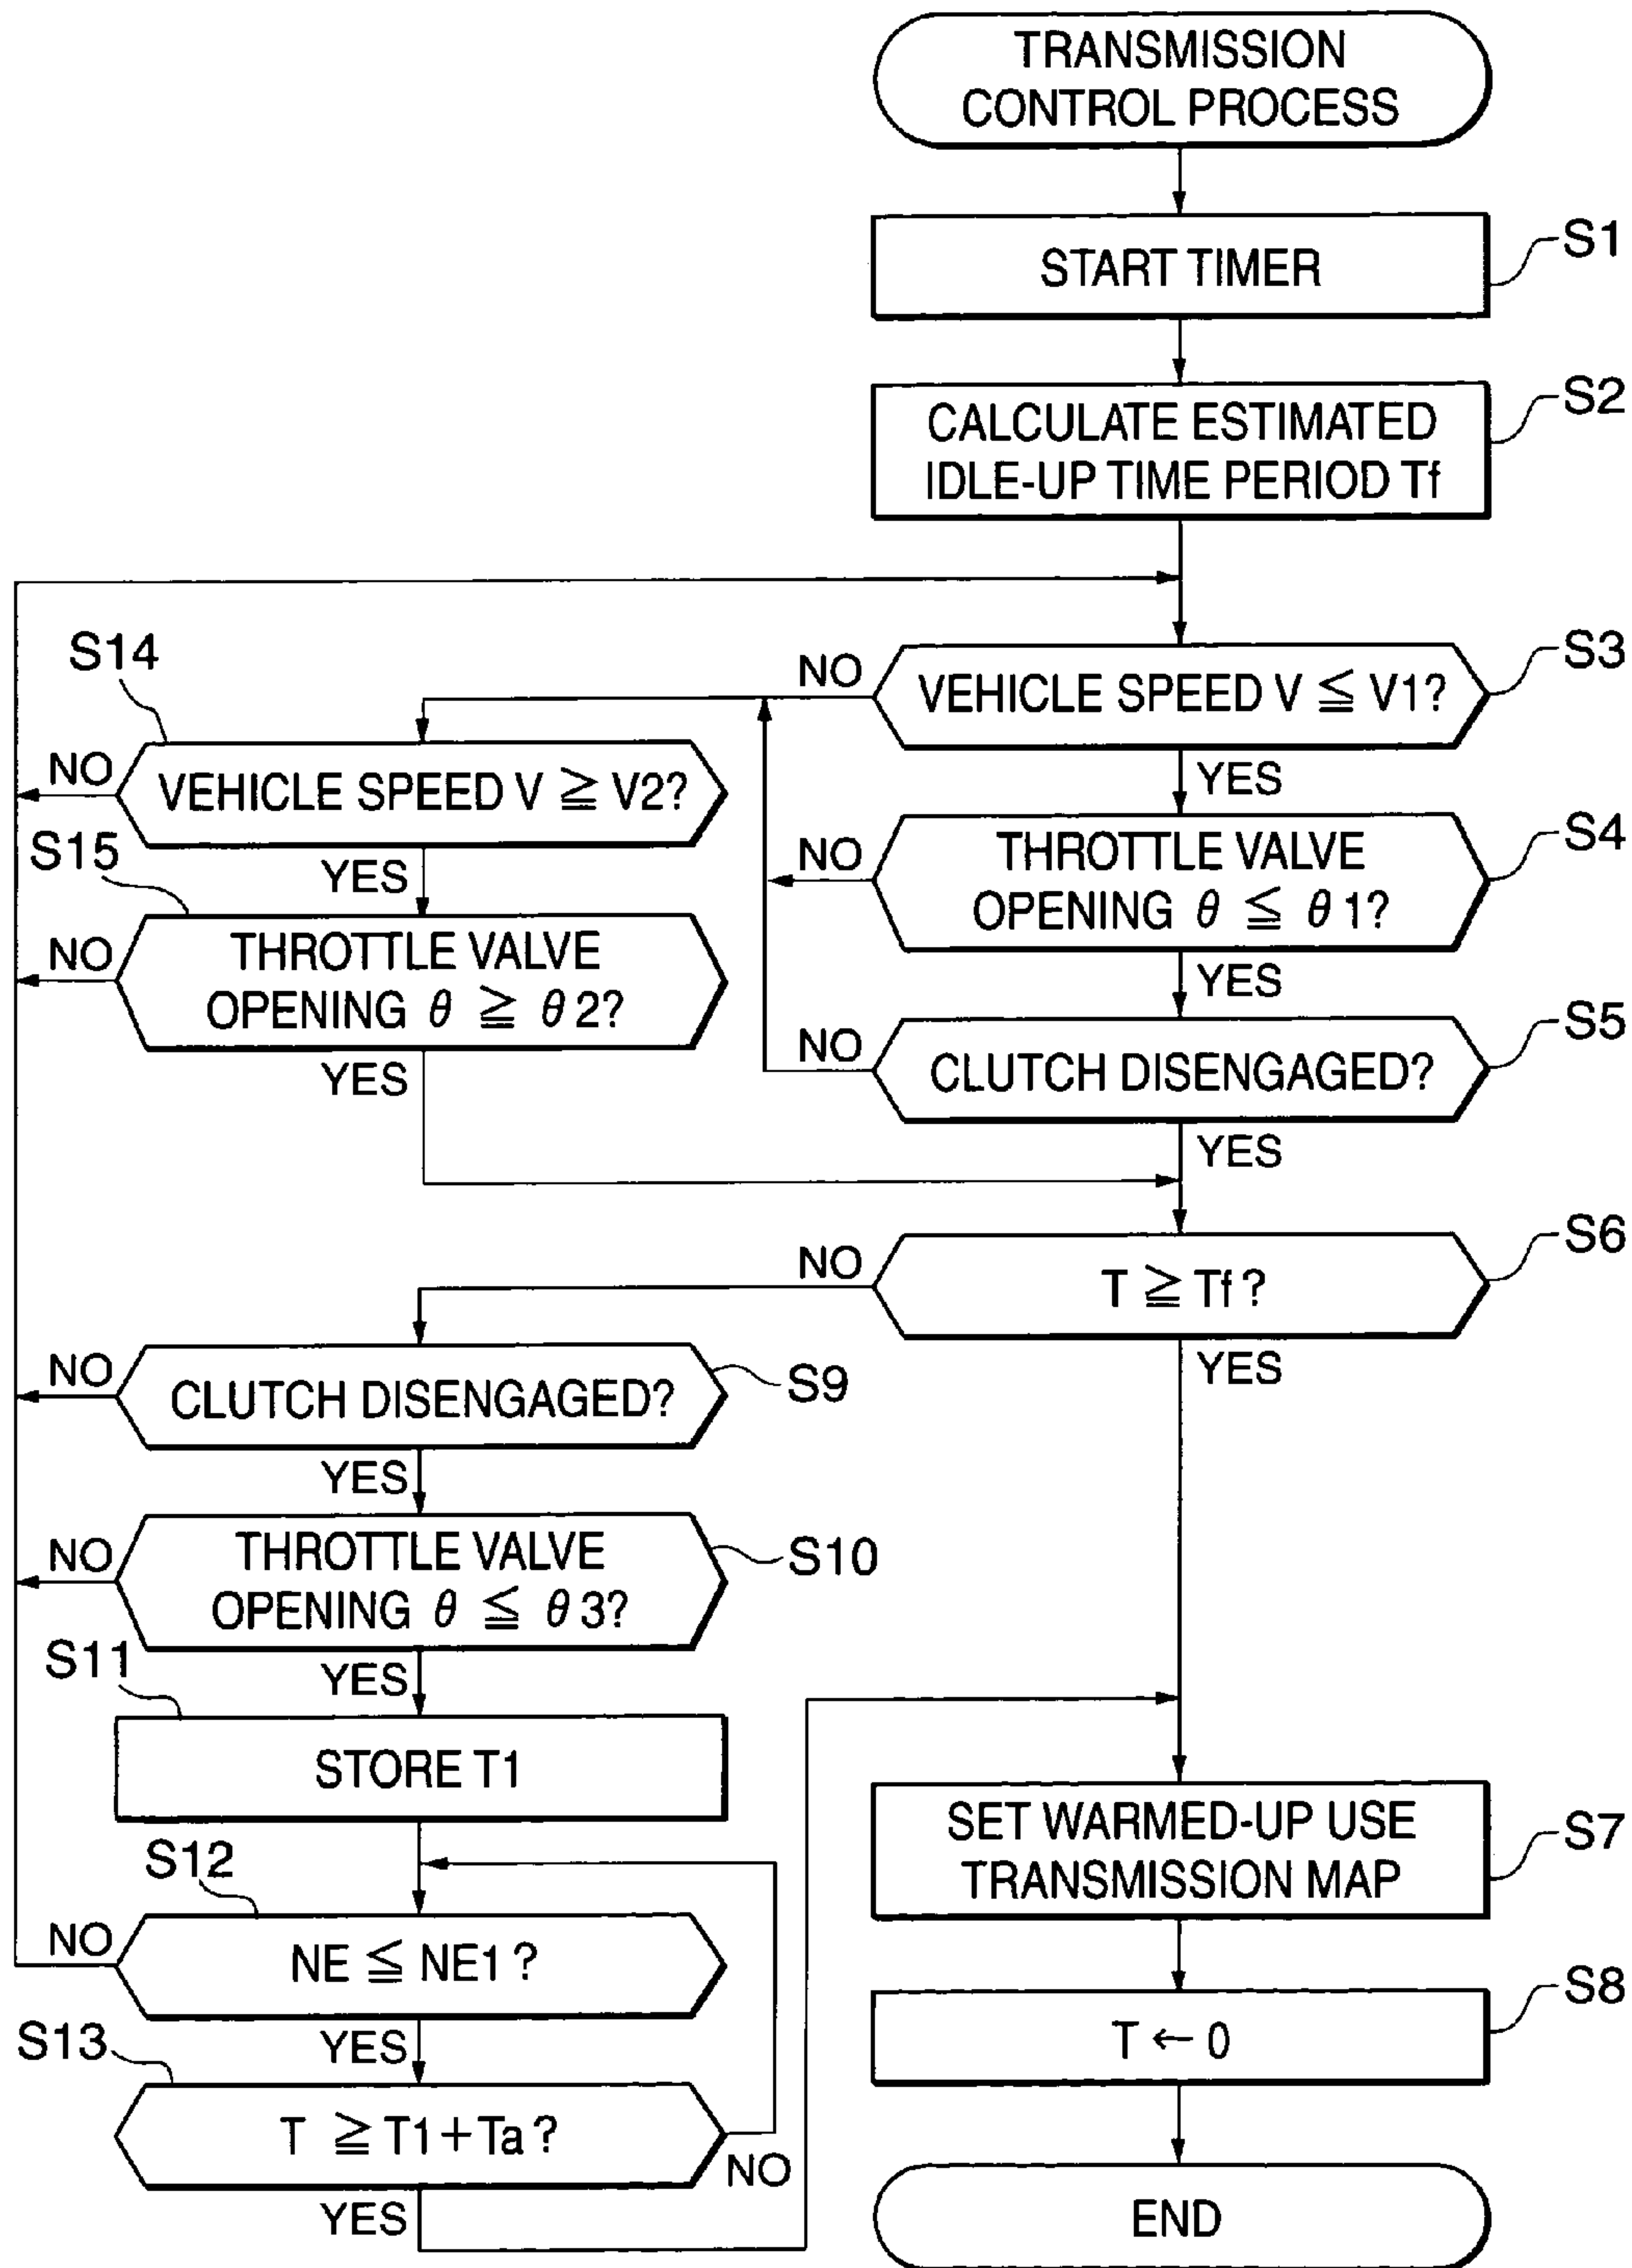 TRANSMISSION
CONTROL PROCESS
START TIMER
S1
CALCULATE ESTIMATED
IDLE-UP TIME PERIOD Tf
S2
VEHICLE SPEED V ≦ V1?
S3
NO
YES
S14
VEHICLE SPEED V ≧ V2?
NO
YES
THROTTLE VALVE
OPENING θ ≦ θ1?
S4
NO
YES
S15
THROTTLE VALVE
OPENING θ ≧ θ2?
NO
YES
CLUTCH DISENGAGED?
S5
NO
YES
T ≧ Tf?
S6
NO
YES
CLUTCH DISENGAGED?
S9
NO
YES
THROTTLE VALVE
OPENING θ ≦ θ3?
S10
NO
YES
S11
STORE T1
S12
NE ≦ NE1?
NO
YES
S13
T ≧ T1+Ta?
NO
YES
SET WARMED-UP USE
TRANSMISSION MAP
S7
T ← 0
S8
END